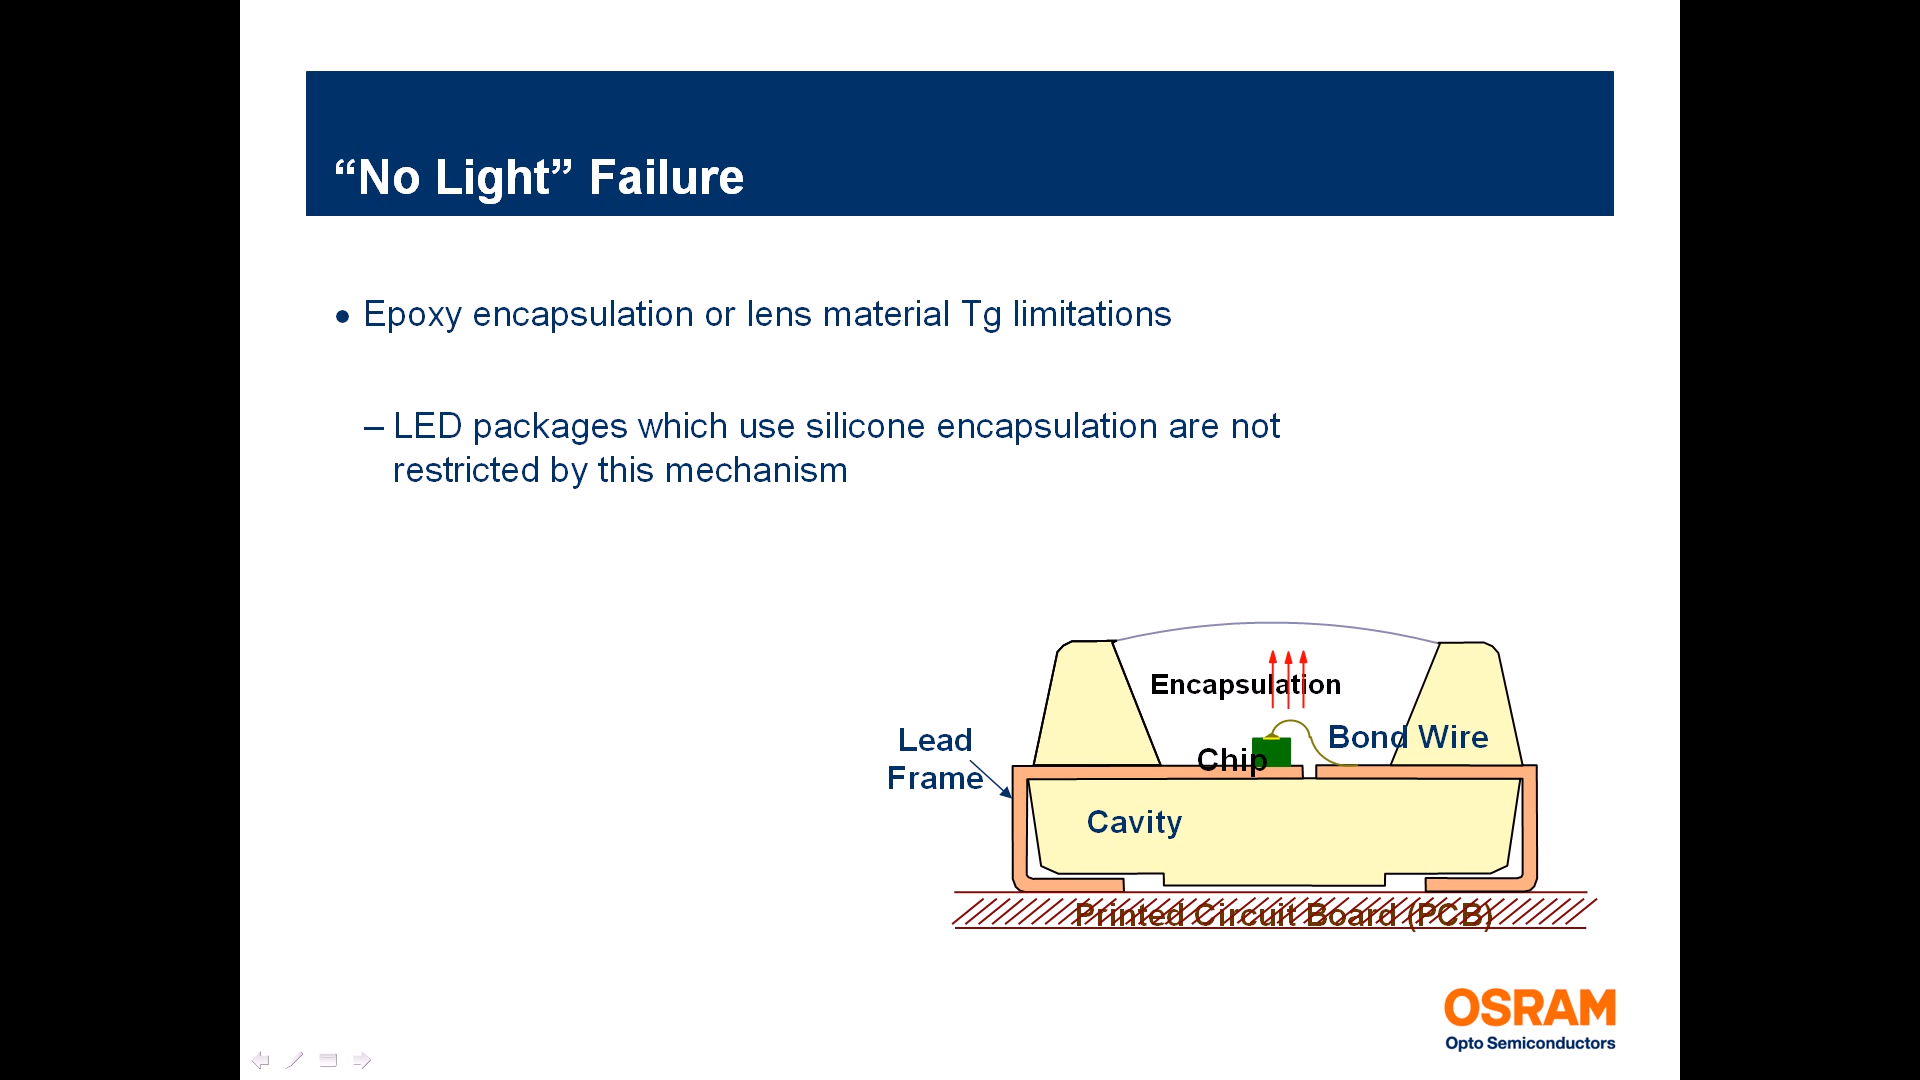 “No Light” Failure
• Epoxy encapsulation or lens material Tg limitations
– LED packages which use silicone encapsulation are not
restricted by this mechanism
Encapsulation
Lead
Frame
Bond Wire
Chip
Cavity
Printed Circuit Board (PCB)
OSRAM
Opto Semiconductors